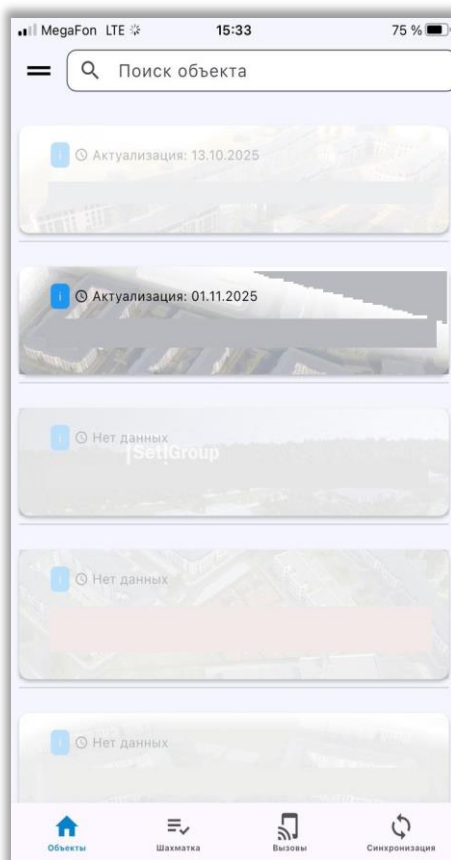 MegaFon LTE 15:33 75 %
Поиск объекта
i Актуализация: 13.10.2025
i Актуализация: 01.11.2025
i Нет данных
|Set|Group
i Нет данных
i Нет данных
Объекты Шахматка Вызовы Синхронизация